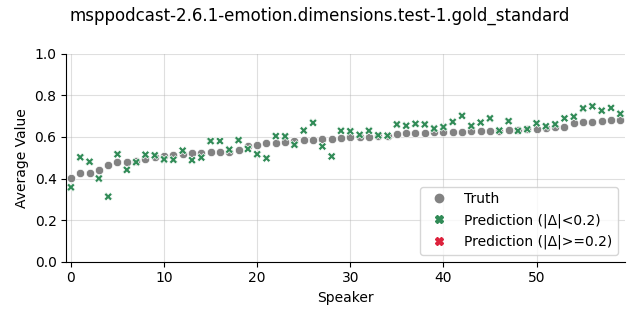 msppodcast-2.6.1-emotion.dimensions.test-1.gold_standard
1.0
0.8
0.6
0.4
0.2
0.0
Average Value
Truth
Prediction (|Δ|<0.2)
Prediction (|Δ|>=0.2)
0 10 20 30 40 50
Speaker